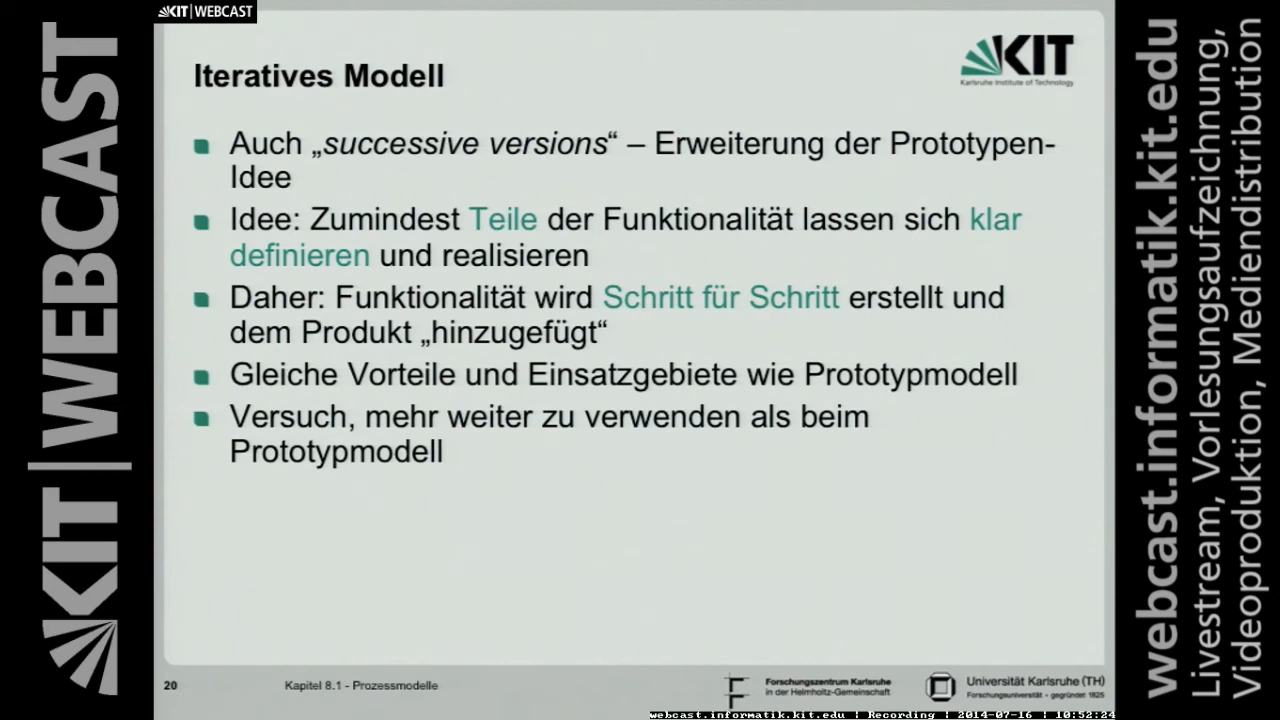 KIT|WEBCAST
KIT|WEBCAST
KIT
Karlsruhe Institute of Technology
Iteratives Modell
Auch „successive versions“ – Erweiterung der Prototypen-
Idee
Idee: Zumindest Teile der Funktionalität lassen sich klar
definieren und realisieren
Daher: Funktionalität wird Schritt für Schritt erstellt und
dem Produkt „hinzugefügt“
Gleiche Vorteile und Einsatzgebiete wie Prototypmodell
Versuch, mehr weiter zu verwenden als beim
Prototypmodell
20
Kapitel 8.1 - Prozessmodelle
Forschungszentrum Karlsruhe
in der Helmholtz-Gemeinschaft
Universität Karlsruhe (TH)
Forschungsuniversität - gegründet 1825
webcast.informatik.kit.edu | Recording | 2014-07-16 | 10:52:24
webcast.informatik.kit.edu
Livestream, Vorlesungsaufzeichnung,
Videoproduktion, Mediendistribution